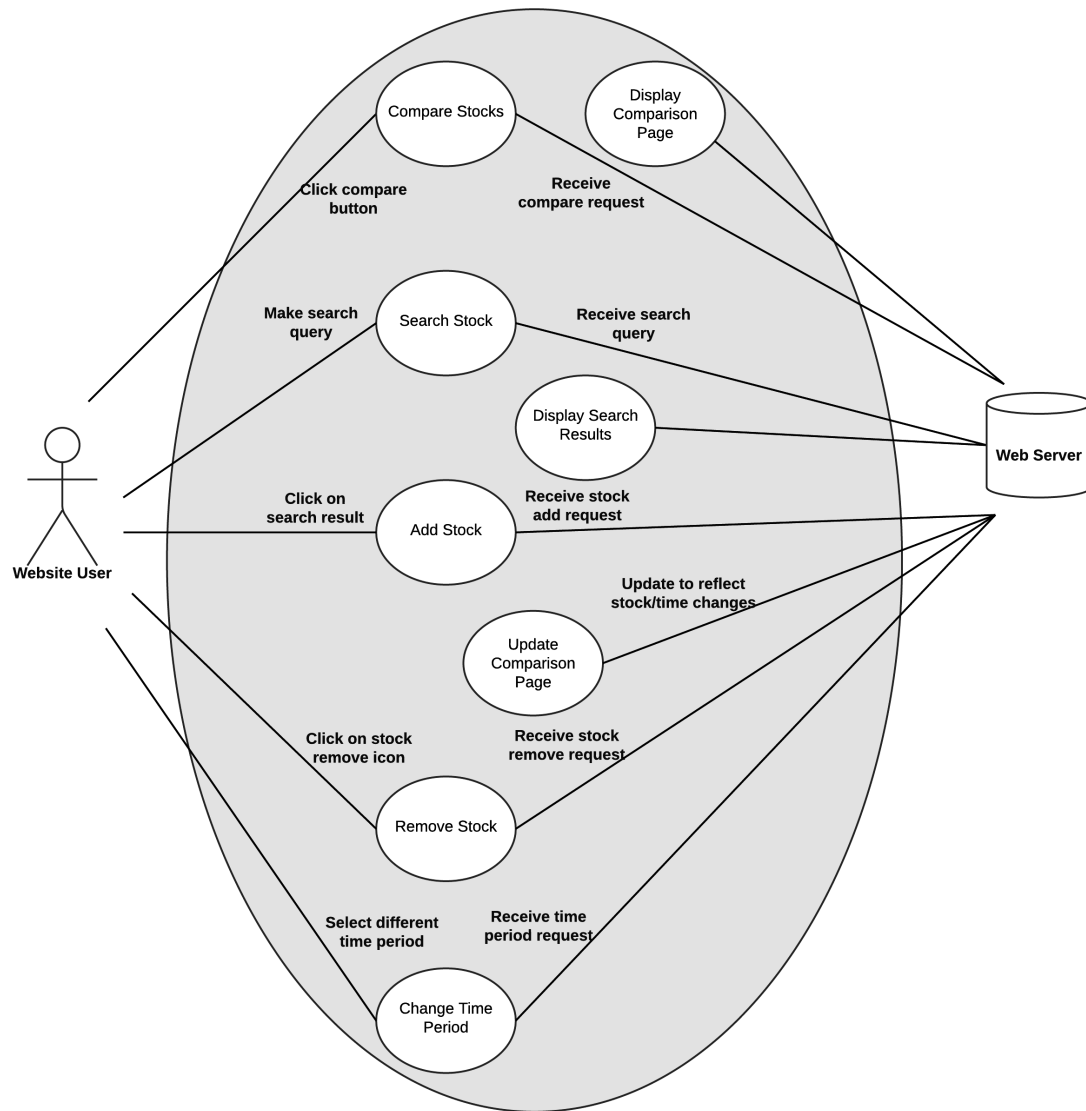 Compare Stocks
Display
Comparison
Page
Click compare
button
Receive
compare request
Make search
query
Search Stock
Receive search
query
Display Search
Results
Web Server
Click on
search result
Add Stock
Receive stock
add request
Website User
Update to reflect
stock/time changes
Update
Comparison
Page
Click on stock
remove icon
Receive stock
remove request
Remove Stock
Select different
time period
Receive time
period request
Change Time
Period